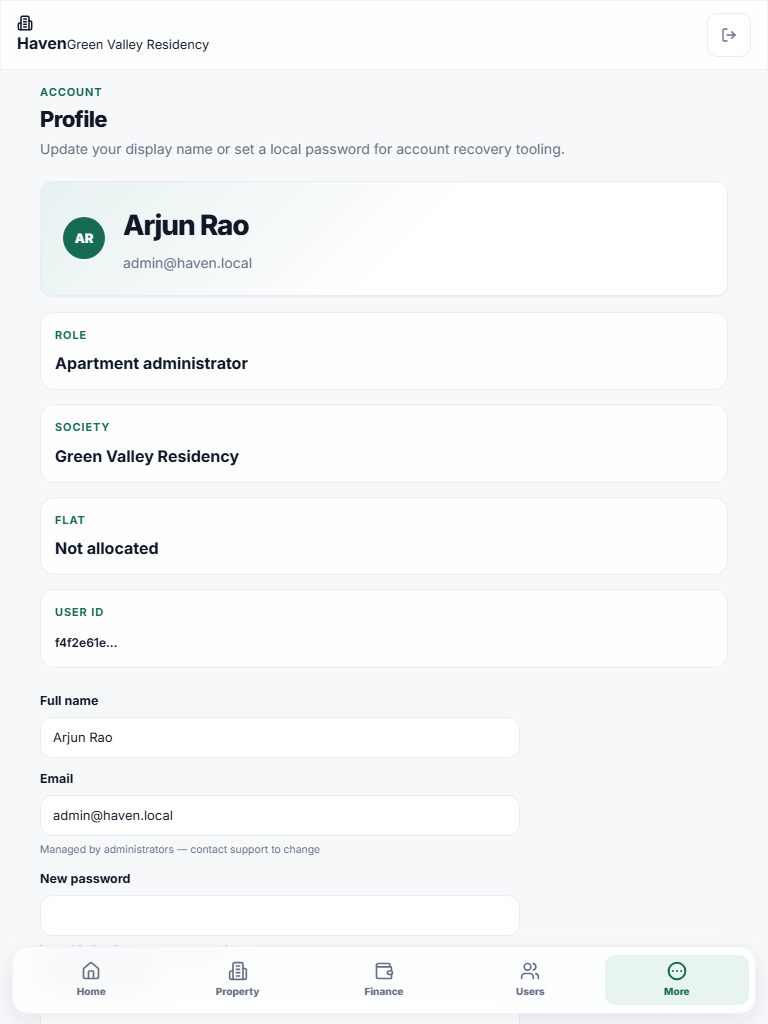 HavenGreen Valley Residency
ACCOUNT
Profile
Update your display name or set a local password for account recovery tooling.
AR
Arjun Rao
admin@haven.local
ROLE
Apartment administrator
SOCIETY
Green Valley Residency
FLAT
Not allocated
USER ID
f4f2e61e...
Full name
Arjun Rao
Email
admin@haven.local
Managed by administrators — contact support to change
New password
Home
Property
Finance
Users
More